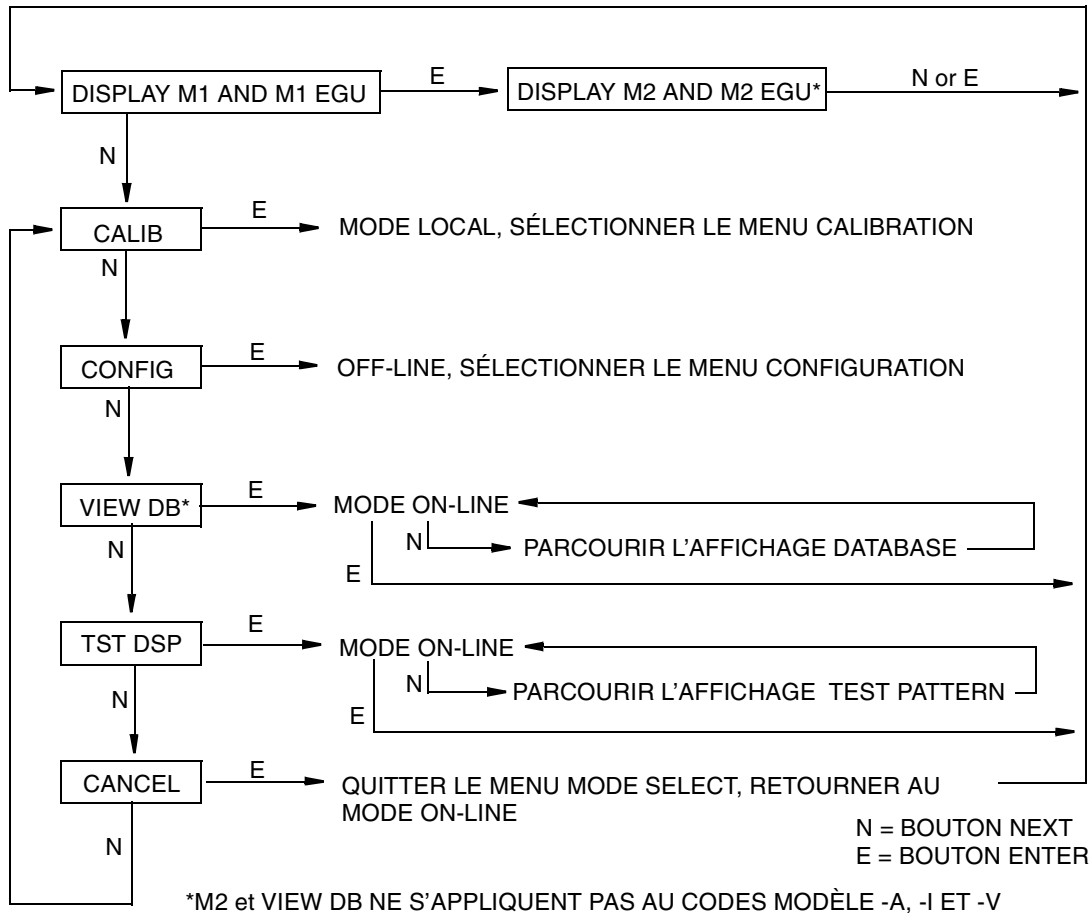 DISPLAY M1 AND M1 EGU
E
DISPLAY M2 AND M2 EGU*
N or E
N
CALIB
E
MODE LOCAL, SÉLECTIONNER LE MENU CALIBRATION
N
CONFIG
E
OFF-LINE, SÉLECTIONNER LE MENU CONFIGURATION
N
VIEW DB*
E
MODE ON-LINE
N
PARCOURIR L'AFFICHAGE DATABASE
E
N
TST DSP
E
MODE ON-LINE
N
PARCOURIR L'AFFICHAGE TEST PATTERN
E
N
CANCEL
E
QUITTER LE MENU MODE SELECT, RETOURNER AU
MODE ON-LINE
N
N = BOUTON NEXT
E = BOUTON ENTER
*M2 et VIEW DB NE S'APPLIQUENT PAS AU CODES MODÈLE -A, -I ET -V